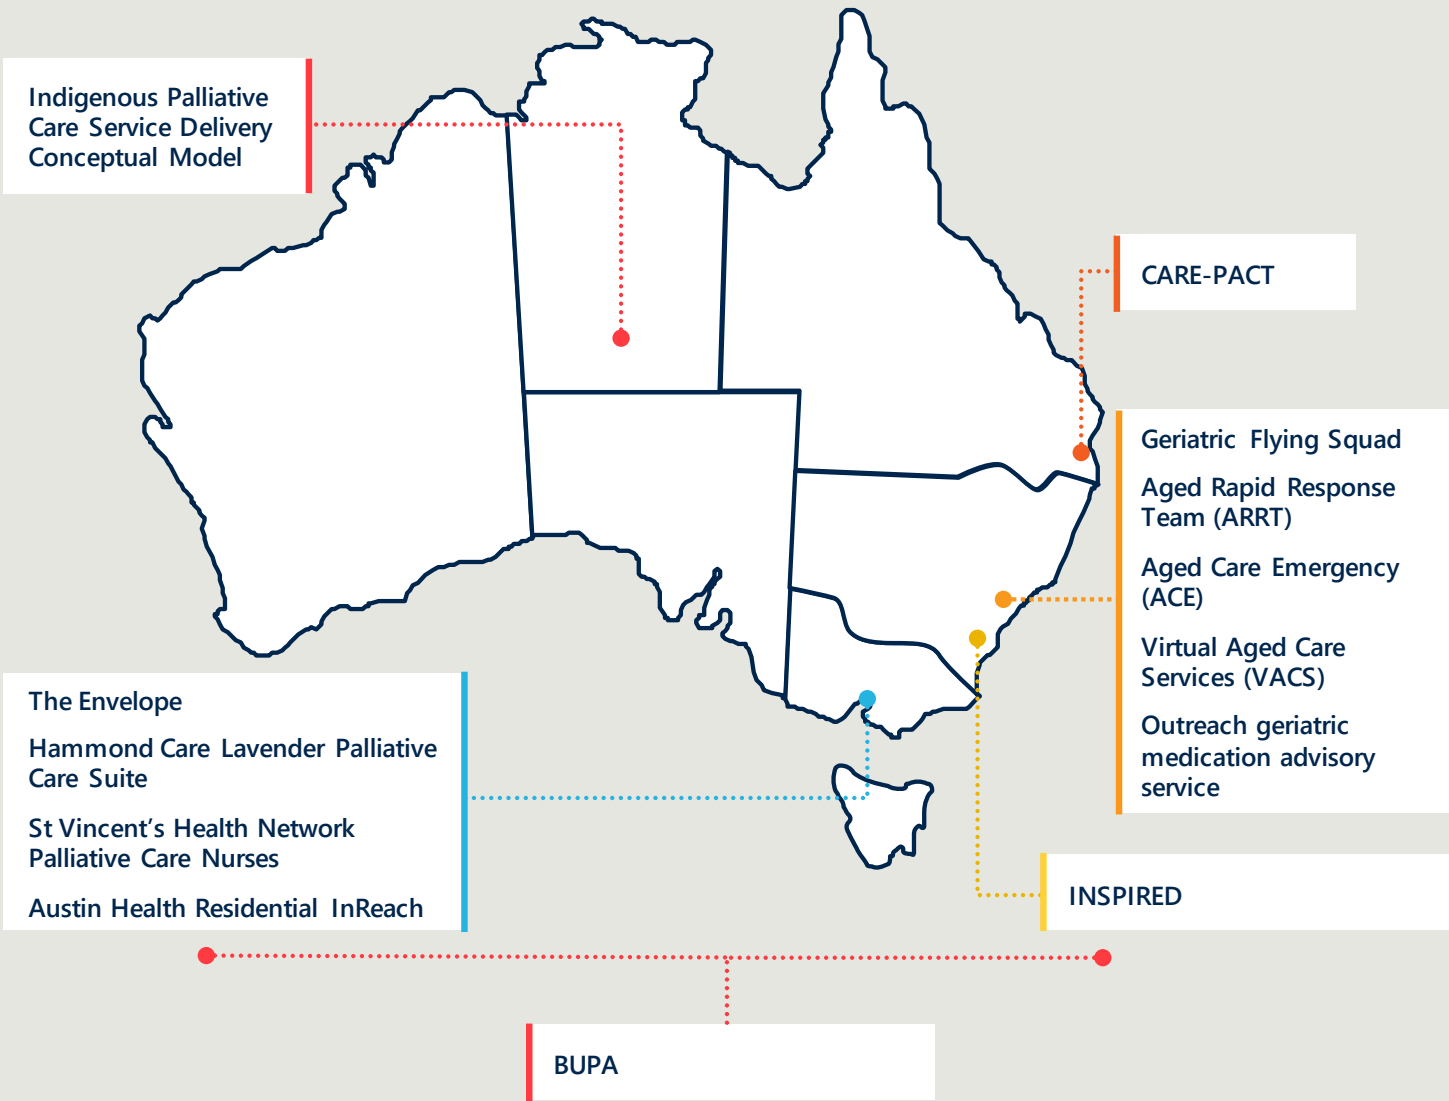 Indigenous Palliative
Care Service Delivery
Conceptual Model
CARE-PACT
Geriatric Flying Squad
Aged Rapid Response
Team (ARRT)
Aged Care Emergency
(ACE)
Virtual Aged Care
Services (VACS)
Outreach geriatric
medication advisory
service
The Envelope
Hammond Care Lavender Palliative
Care Suite
St Vincent’s Health Network
Palliative Care Nurses
Austin Health Residential InReach
INSPIRED
BUPA